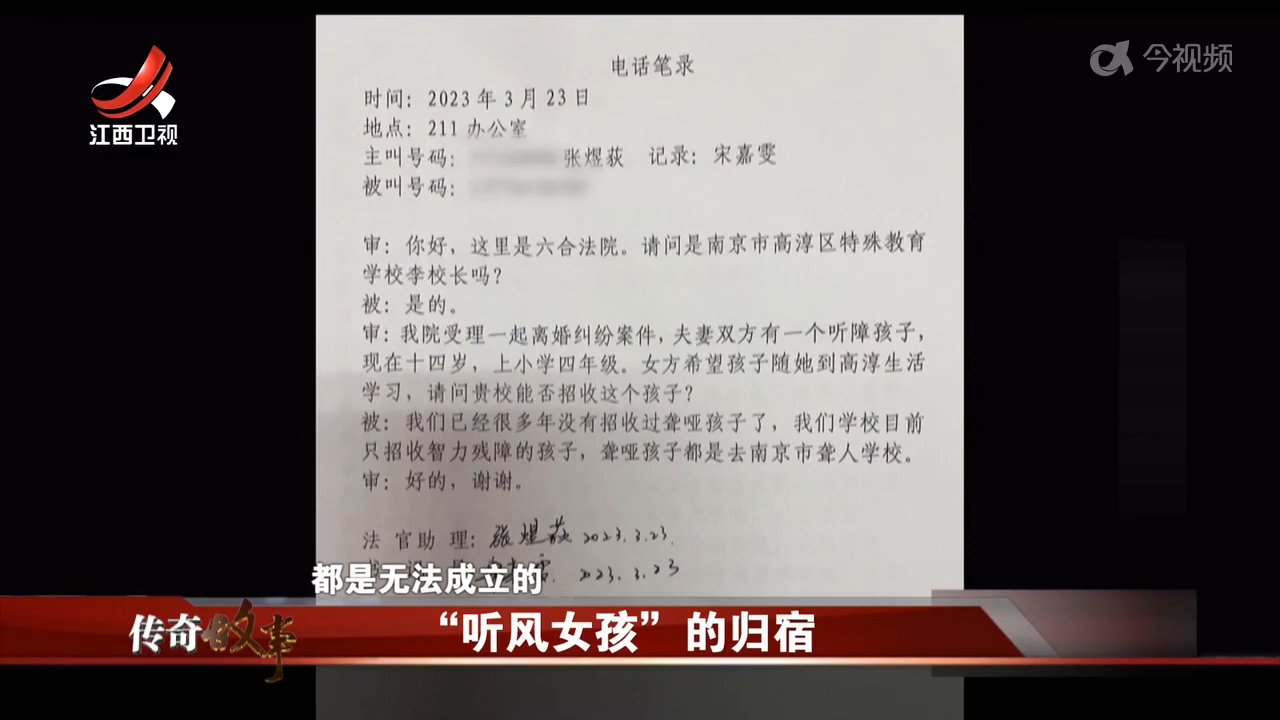 江西卫视
今视频
电话笔录
时间：2023年3月23日
地点：211办公室
主叫号码： 张煜荻 记录：宋嘉雯
被叫号码：
审：你好，这里是六合法院。请问是南京市高淳区特殊教育
学校李校长吗？
被：是的。
审：我院受理一起离婚纠纷案件，夫妻双方有一个听障孩子，
现在十四岁，上小学四年级。女方希望孩子随她到高淳生活
学习，请问贵校能否招收这个孩子？
被：我们已经很多年没有招收过聋哑孩子了，我们学校目前
只招收智力残障的孩子，聋哑孩子都是去南京市聋人学校。
审：好的，谢谢。
法官助理：张煜荻 2023.3.23.
2023.3.23
都是无法成立的
传奇故事
“听风女孩”的归宿